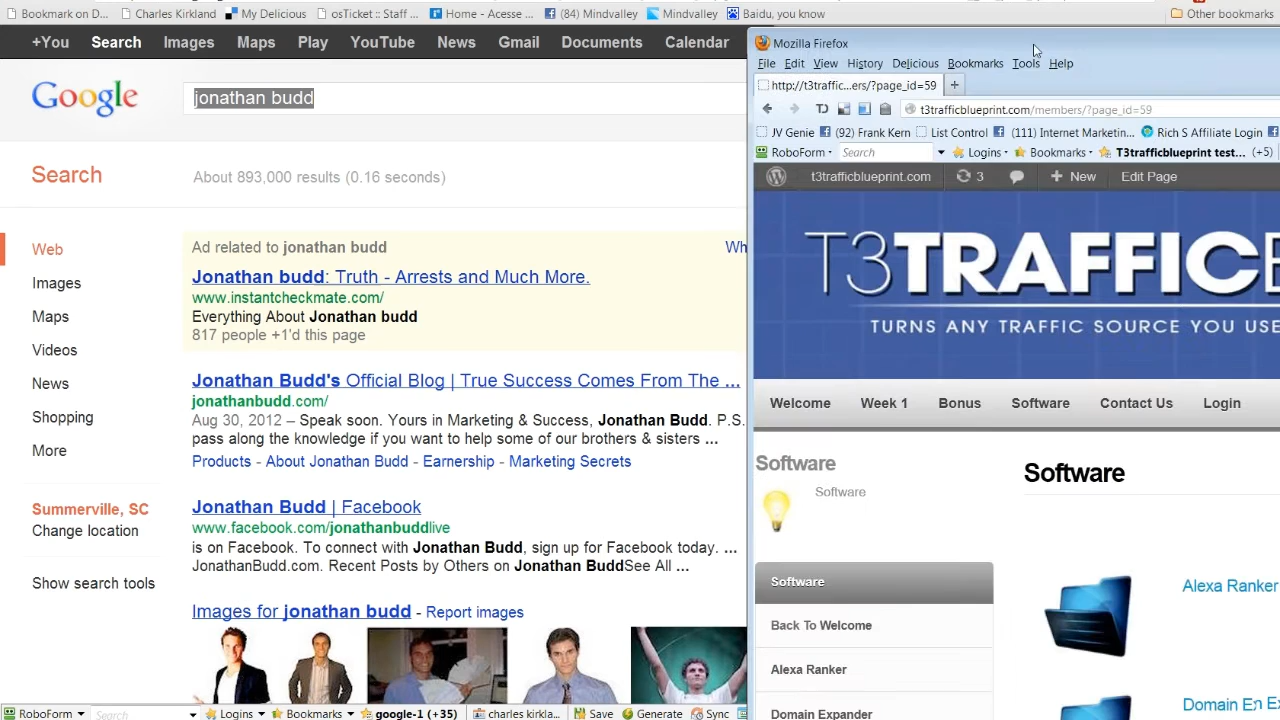 Bookmark on D...
Charles Kirkland
My Delicious
osTicket :: Staff ...
Home - Acesse ...
(84) Mindvalley
Mindvalley
Baidu, you know
Other bookmarks
+You Search Images Maps Play YouTube News Gmail Documents Calendar
Google
jonathan budd
Search
About 893,000 results (0.16 seconds)
Web
Images
Maps
Videos
News
Shopping
More
Summerville, SC
Change location
Show search tools
Ad related to jonathan budd
Wh
Jonathan budd: Truth - Arrests and Much More.
www.instantcheckmate.com/
Everything About Jonathan budd
817 people +1'd this page
Jonathan Budd's Official Blog | True Success Comes From The ...
jonathanbudd.com/
Aug 30, 2012 – Speak soon. Yours in Marketing & Success, Jonathan Budd. P.S.
pass along the knowledge if you want to help some of our brothers & sisters ...
Products - About Jonathan Budd - Earnership - Marketing Secrets
Jonathan Budd | Facebook
www.facebook.com/jonathanbuddlive
is on Facebook. To connect with Jonathan Budd, sign up for Facebook today. ...
JonathanBudd.com. Recent Posts by Others on Jonathan BuddSee All ...
Images for jonathan budd - Report images
RoboForm
Search
Logins
Bookmarks
google-1 (+35)
charles kirkla...
Save
Generate
Sync
Mozilla Firefox
File Edit View History Delicious Bookmarks Tools Help
http://t3traffic...ers/?page_id=59
t3trafficblueprint.com/members/?page_id=59
JV Genie
(92) Frank Kern
List Control
(111) Internet Marketin...
Rich S Affiliate Login
RoboForm
Search
Logins
Bookmarks
T3trafficblueprint test...
(+5)
t3trafficblueprint.com
3
New
Edit Page
T3TRAFFICB
TURNS ANY TRAFFIC SOURCE YOU USE
Welcome Week 1 Bonus Software Contact Us Login
Software
Software
Software
Software
Back To Welcome
Alexa Ranker
Domain Expander
Alexa Ranker
Domain E